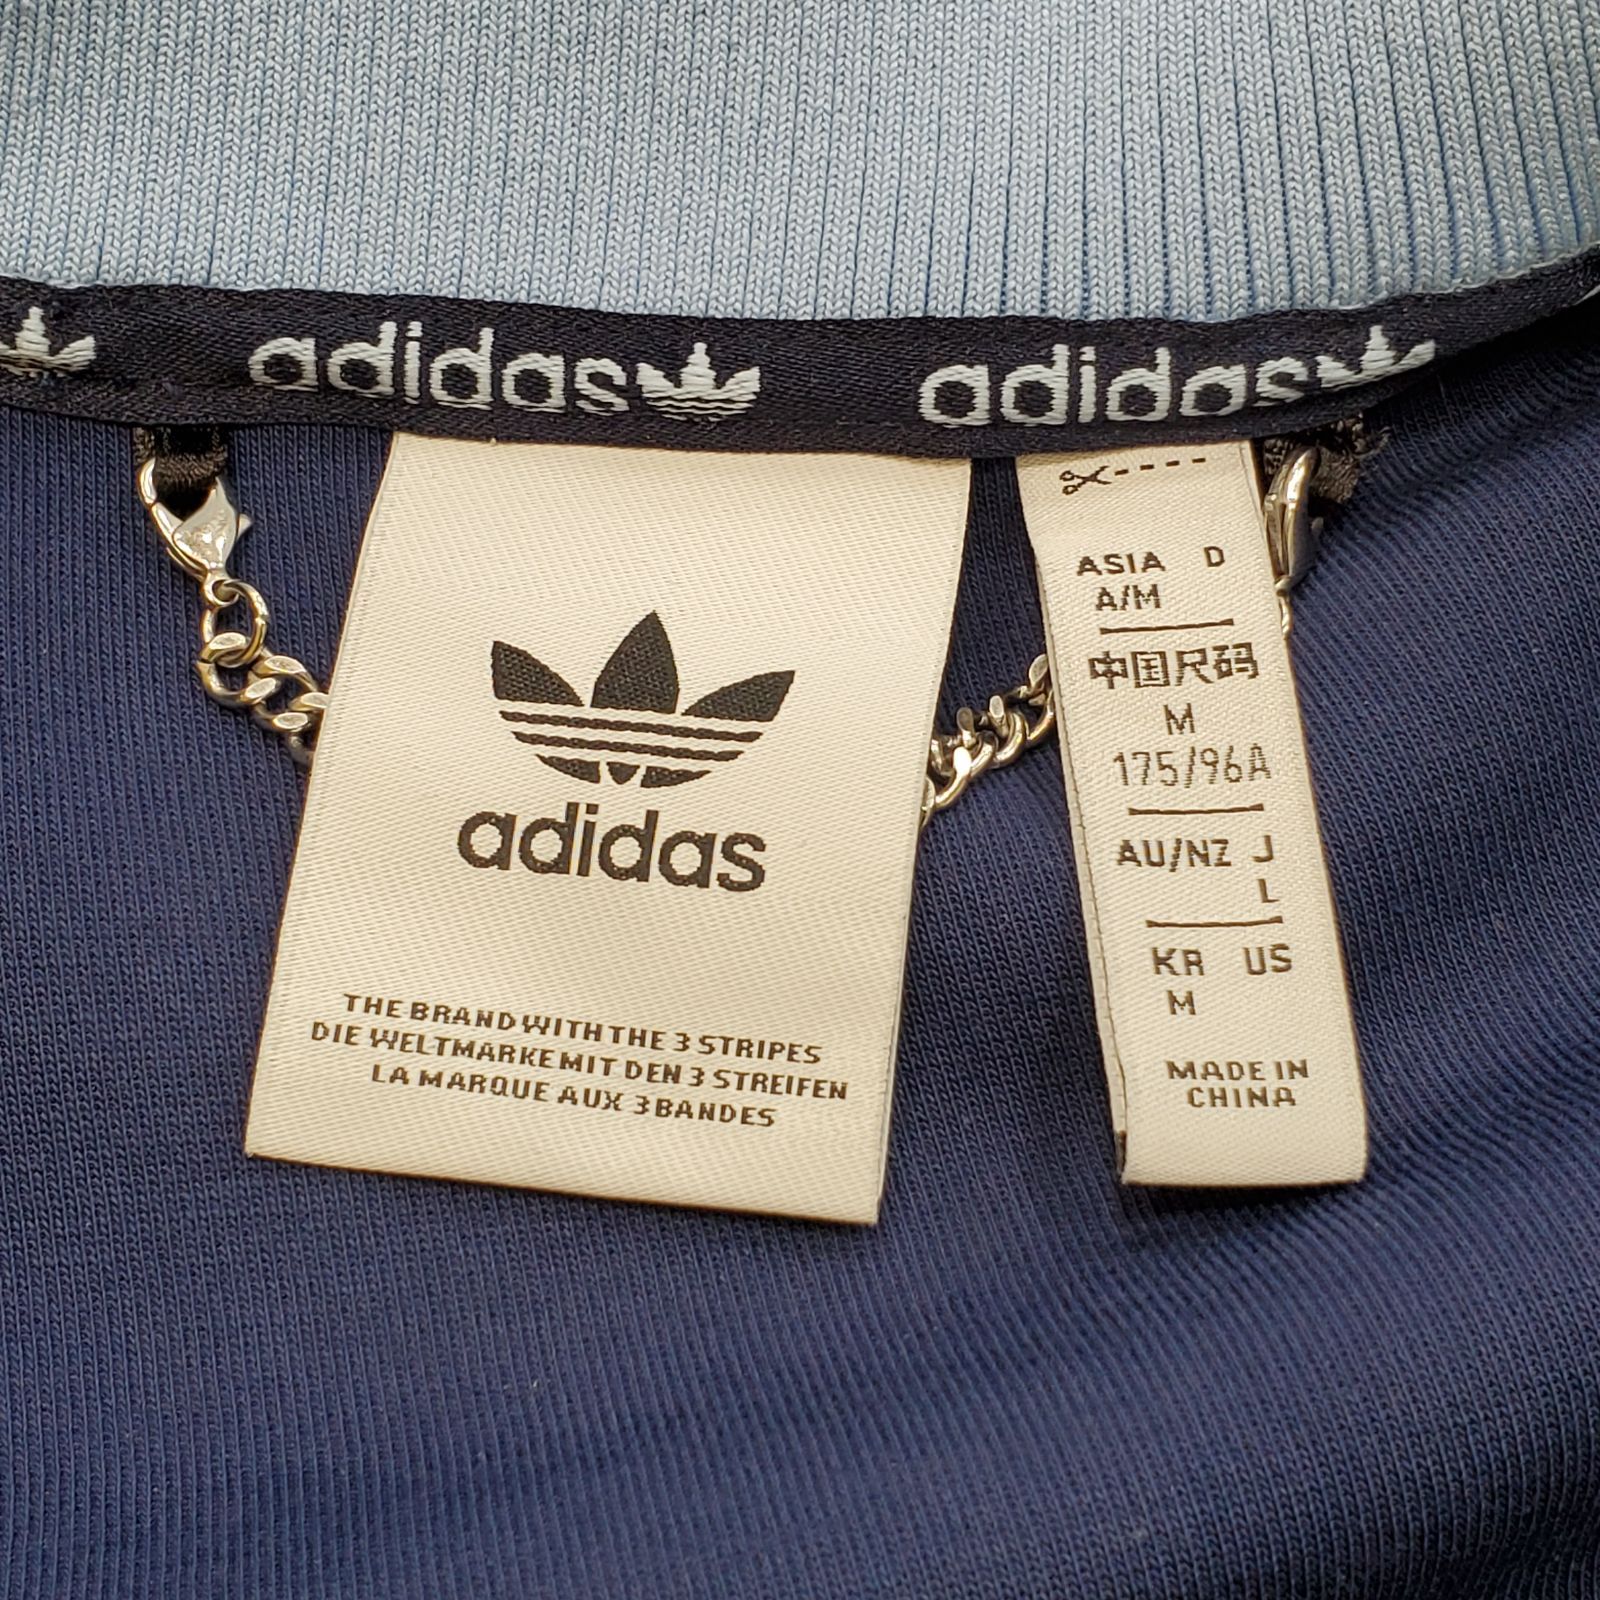 adidas adidas
adidas
THE BRAND WITH THE 3 STRIPES
DIE WELTMARKE MIT DEN 3 STREIFEN
LA MARQUE AUX 3 BANDES
ASIA D
A/M
中国尺码
M
175/96A
AU/NZ J
L
KR US
M
MADE IN
CHINA